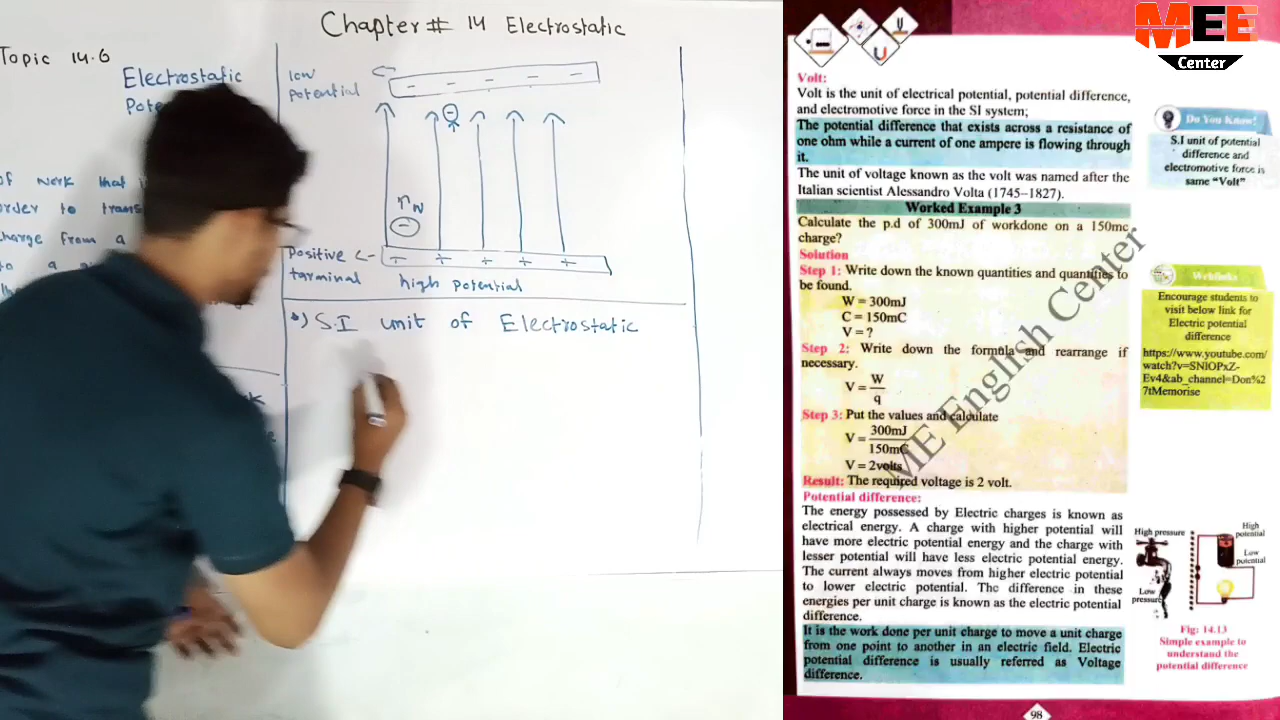 Chapter # 14 Electrostatic
Topic 14.6
Electrostatic
of work that
order to
charge from a
to a
low
potential
Positive
tarminal
high potential
S.I unit of Electrostatic
MEE
Center
Volt:
Volt is the unit of electrical potential, potential difference,
and electromotive force in the SI system;
The potential difference that exists across a resistance of
one ohm while a current of one ampere is flowing through
it.
The unit of voltage known as the volt was named after the
Italian scientist Alessandro Volta (1745–1827).
Worked Example 3
Calculate the p.d of 300mJ of workdone on a 150mc
charge?
Solution
Step 1: Write down the known quantities and quantities to
be found.
W = 300mJ
C = 150mC
V = ?
Step 2: Write down the formula and rearrange if
necessary.
V = W
q
Step 3: Put the values and calculate
V = 300mJ
150mC
V = 2volts
Result: The required voltage is 2 volt.
Potential difference:
The energy possessed by Electric charges is known as
electrical energy. A charge with higher potential will
have more electric potential energy and the charge with
lesser potential will have less electric potential energy.
The current always moves from higher electric potential
to lower electric potential. The difference in these
energies per unit charge is known as the electric potential
difference.
It is the work done per unit charge to move a unit charge
from one point to another in an electric field. Electric
potential difference is usually referred as Voltage
difference.
Do You Know!
S.I unit of potential
difference and
electromotive force is
same "Volt"
Weblinks
Encourage students to
visit below link for
Electric potential
difference
https://www.youtube.com/
watch?v=SNlOPxZ-
Ev4&ab_channel=Don%2
7tMemorise
High pressure
Low
pressure
High
potential
Low
potential
Fig: 14.13
Simple example to
understand the
potential difference
ME English Center
98